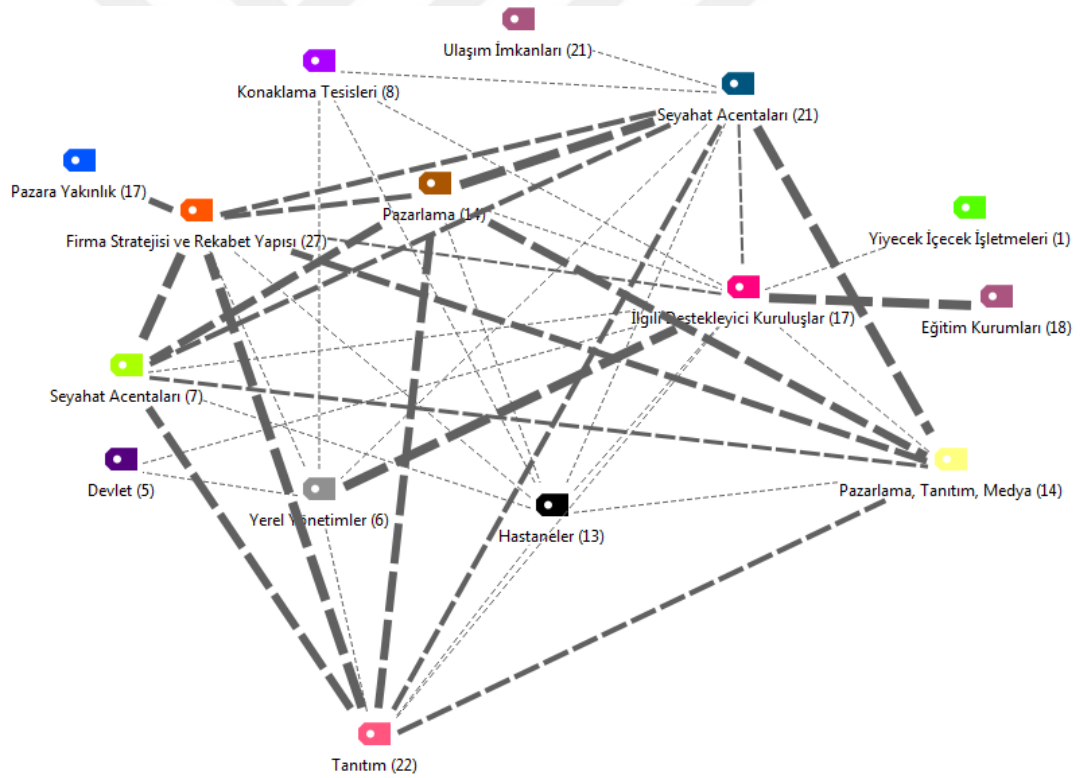 Ulaşım İmkanları (21)
Konaklama Tesisleri (8)
Seyahat Acentaları (21)
Pazara Yakınlık (17)
Pazarlama (14)
Firma Stratejisi ve Rekabet Yapısı (27)
Yiyecek İçecek İşletmeleri (1)
İlgili Destekleyici Kuruluşlar (17)
Eğitim Kurumları (18)
Seyahat Acentaları (7)
Devlet (5)
Yerel Yönetimler (6)
Hastaneler (13)
Pazarlama, Tanıtım, Medya (14)
Tanıtım (22)